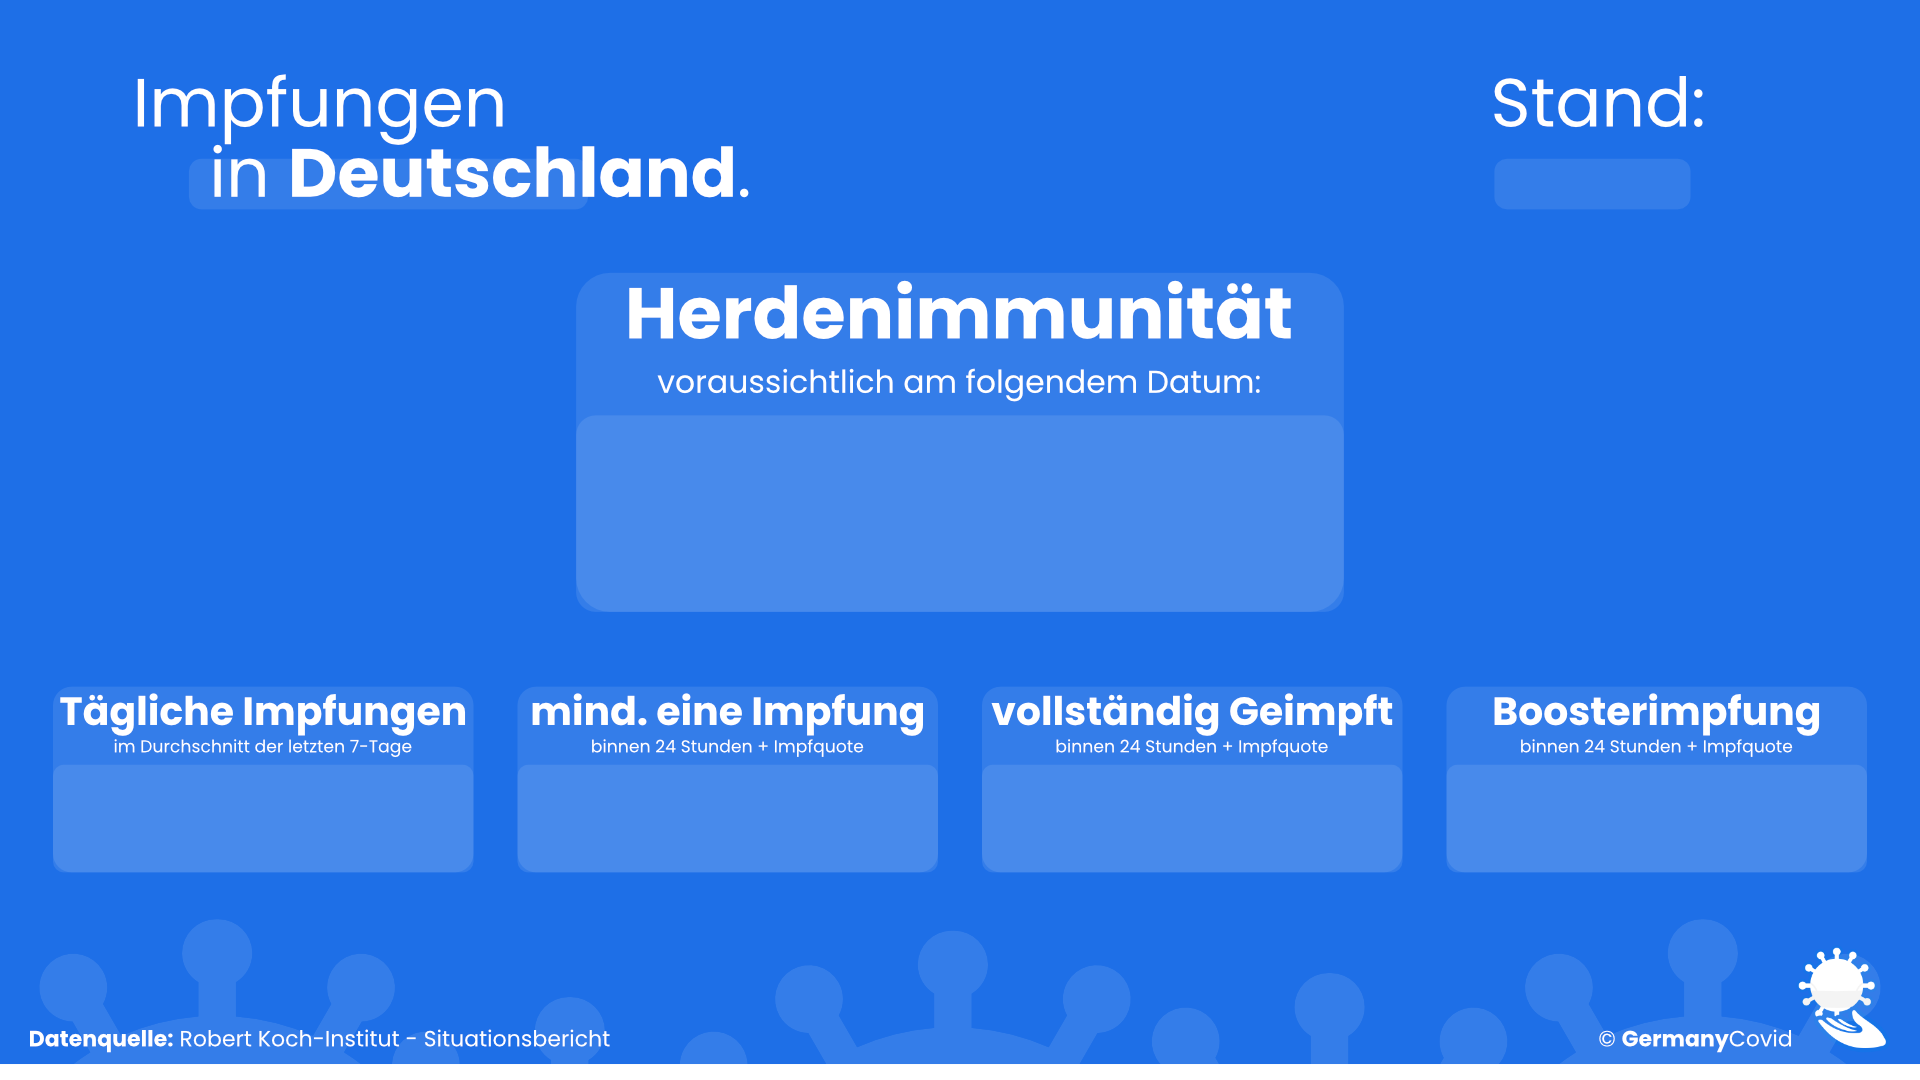 Impfungen
in Deutschland.
Stand:
Herdenimmunität
voraussichtlich am folgendem Datum:
Tägliche Impfungen
im Durchschnitt der letzten 7-Tage
mind. eine Impfung
binnen 24 Stunden + Impfquote
vollständig Geimpft
binnen 24 Stunden + Impfquote
Boosterimpfung
binnen 24 Stunden + Impfquote
Datenquelle: Robert Koch-Institut - Situationsbericht
© GermanyCovid